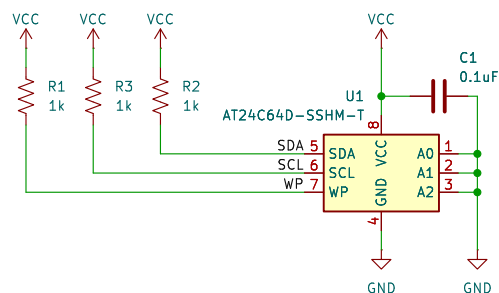 VCC
VCC
VCC
VCC
C1
0.1uF
R1
1k
R3
1k
R2
1k
U1
AT24C64D-SSHM-T
8
SDA 5 SDA VCC A0 1
SCL 6 SCL A1 2
WP 7 WP GND A2 3
4
GND
GND